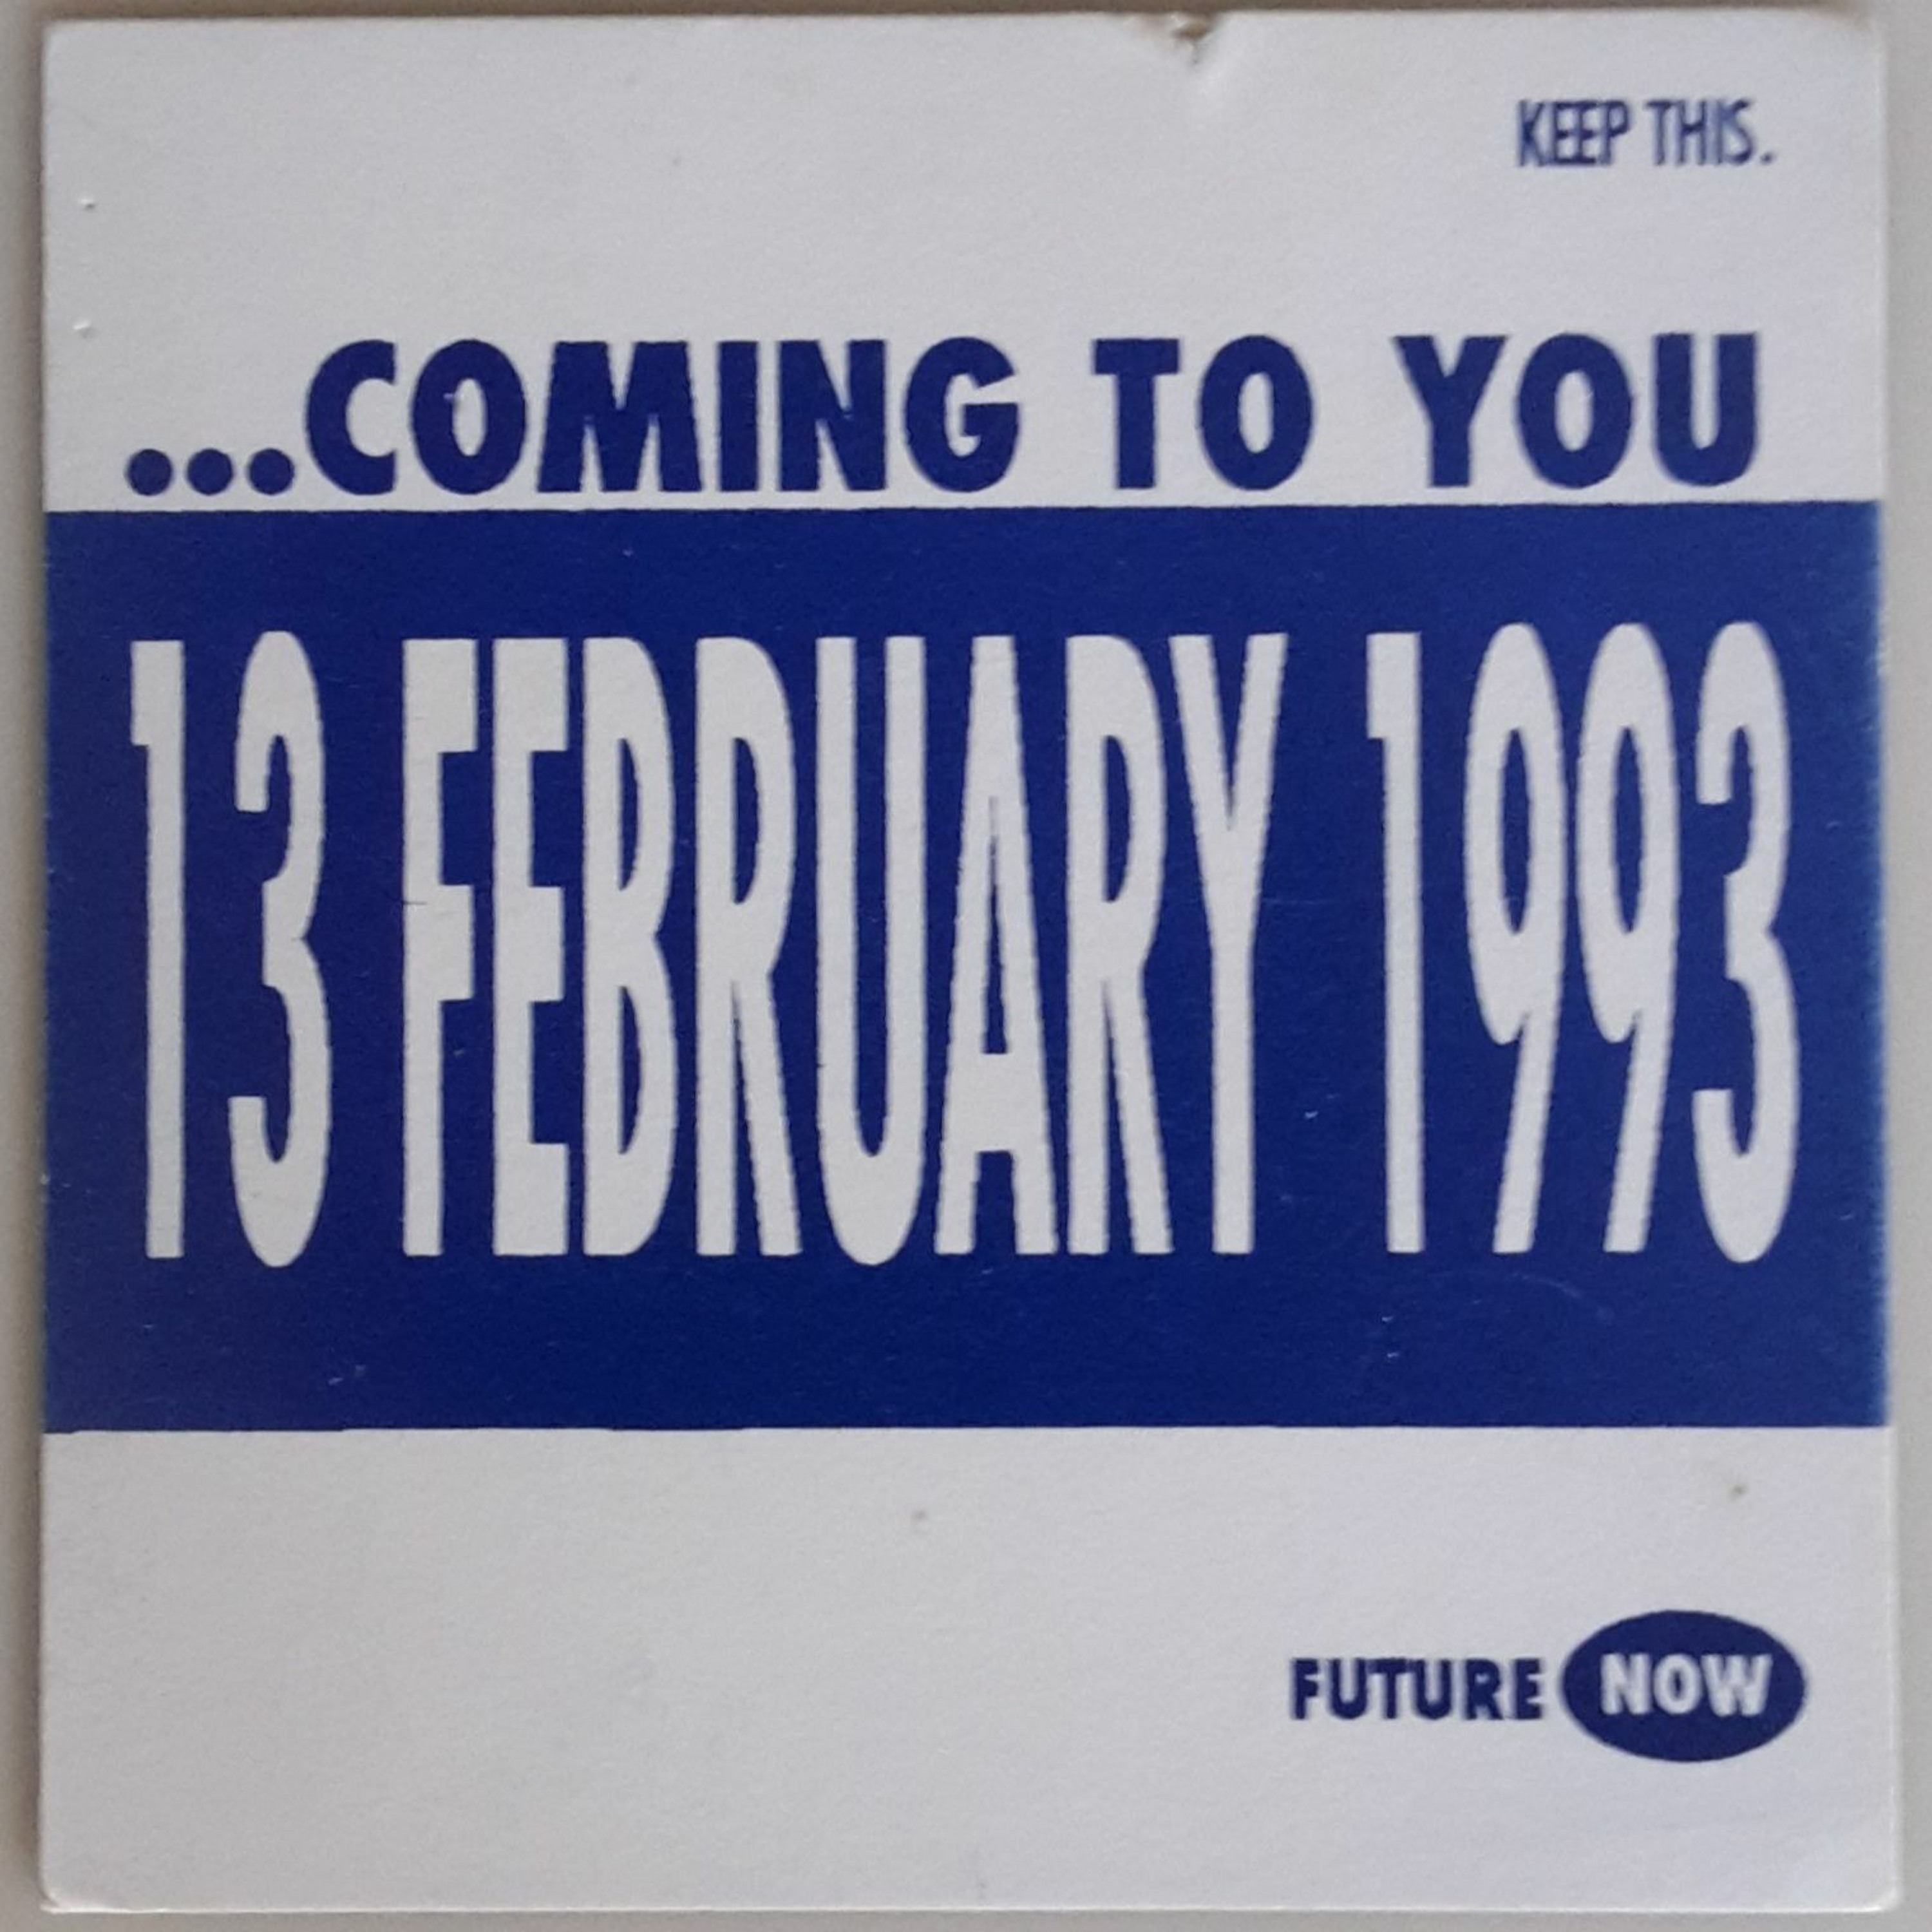 KEEP THIS.
...COMING TO YOU
13 FEBRUARY 1993
FUTURE NOW